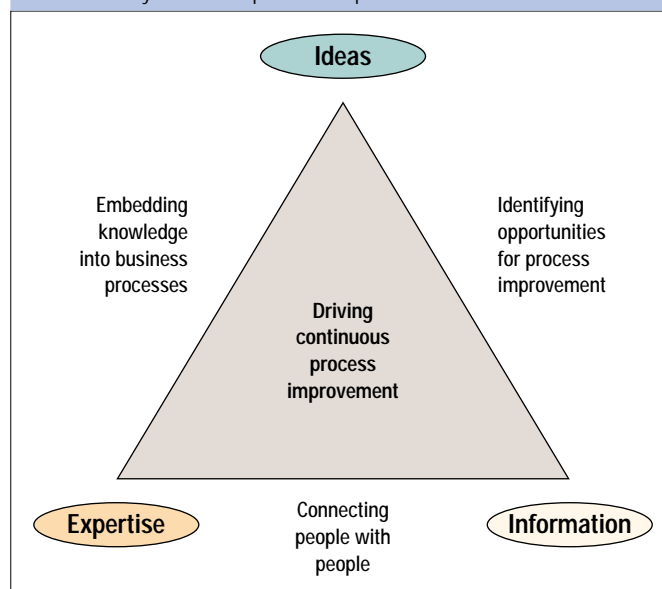 Ideas
Embedding
knowledge
into business
processes
Identifying
opportunities
for process
improvement
Driving
continuous
process
improvement
Expertise
Connecting
people with
people
Information